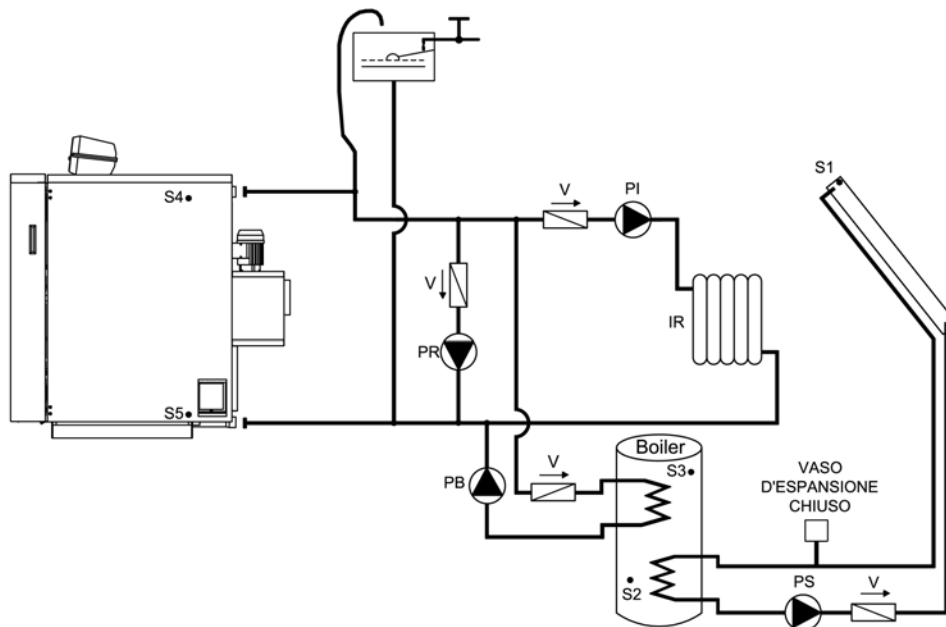 S1
S4
V
PI
V
IR
PR
S5
Boiler
S3
V
PB
VASO
D'ESPANSIONE
CHIUSO
S2
PS
V